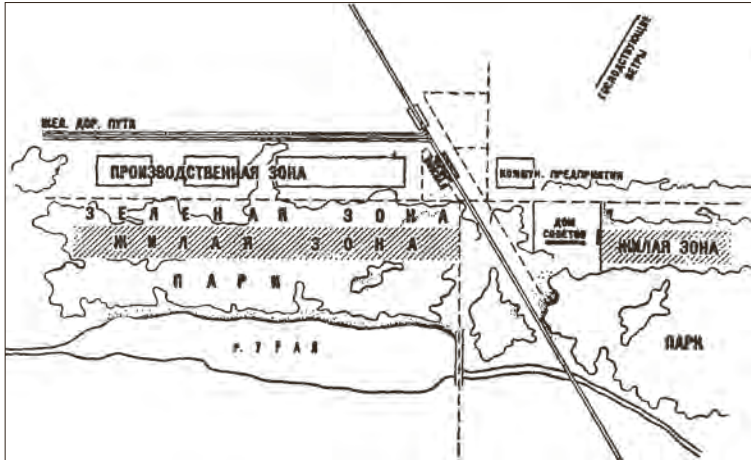 ГОСПОДСТВУЮЩИЕ
ВЕТРЫ
ЖЕЛ. ДОР. ПУТИ
ПРОИЗВОДСТВЕННАЯ ЗОНА
КОММУН. ПРЕДПРИЯТИЯ
ЗЕЛЕНАЯ ЗОНА
ДОМ
СОВЕТОВ
ЖИЛАЯ ЗОНА
ЖИЛАЯ ЗОНА
ПАРК
ПАРК
р. УРАЛ